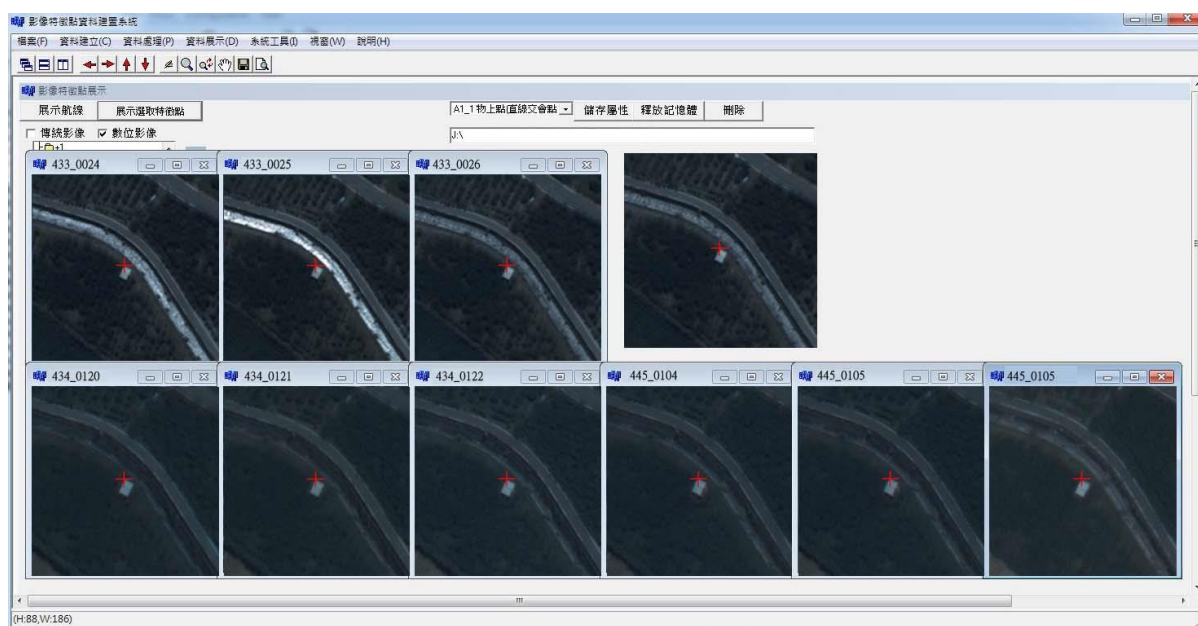 影像特徵點資料建置系統
檔案(F) 資料建立(C) 資料處理(P) 資料展示(D) 系統工具(I) 視窗(W) 說明(H)
影像特徵點展示
展示航線 展示選取特徵點 A1_1物上點(直線交會點 儲存屬性 釋放記憶體 刪除
傳統影像 數位影像 J:\
433_0024 433_0025 433_0026
434_0120 434_0121 434_0122 445_0104 445_0105 445_0105
(H:88,W:186)